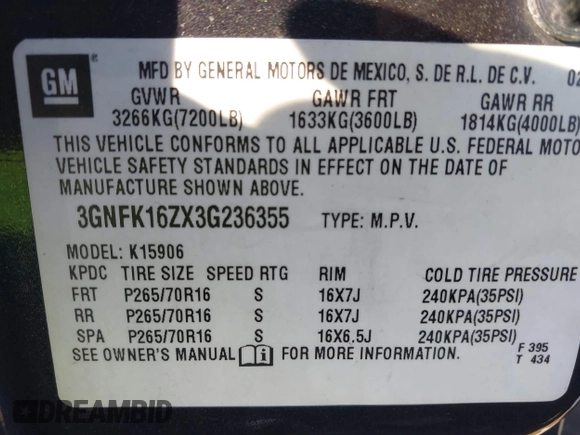 GM ®
MFD BY GENERAL MOTORS DE MEXICO, S. DE R.L. DE C.V. 02
GVWR GAWR FRT GAWR RR
3266KG(7200LB) 1633KG(3600LB) 1814KG(4000LB)
THIS VEHICLE CONFORMS TO ALL APPLICABLE U.S. FEDERAL MOTO
VEHICLE SAFETY STANDARDS IN EFFECT ON THE DATE OF
MANUFACTURE SHOWN ABOVE.
3GNFK16ZX3G236355 TYPE: M.P.V.
MODEL: K15906
KPDC TIRE SIZE SPEED RTG RIM COLD TIRE PRESSURE
FRT P265/70R16 S 16X7J 240KPA(35PSI)
RR P265/70R16 S 16X7J 240KPA(35PSI)
SPA P265/70R16 S 16X6.5J 240KPA(35PSI)
SEE OWNER'S MANUAL i FOR MORE INFORMATION.
F 395
T 434
DREAMBID